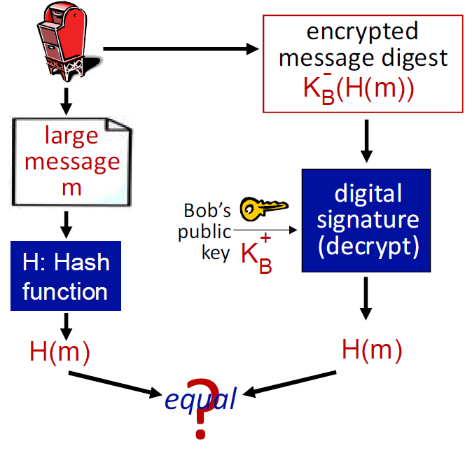 encrypted
message digest
K_B^-(H(m))
large
message
m
Bob's
public
key K_B^+
digital
signature
(decrypt)
H: Hash
function
H(m)
H(m)
equal
?